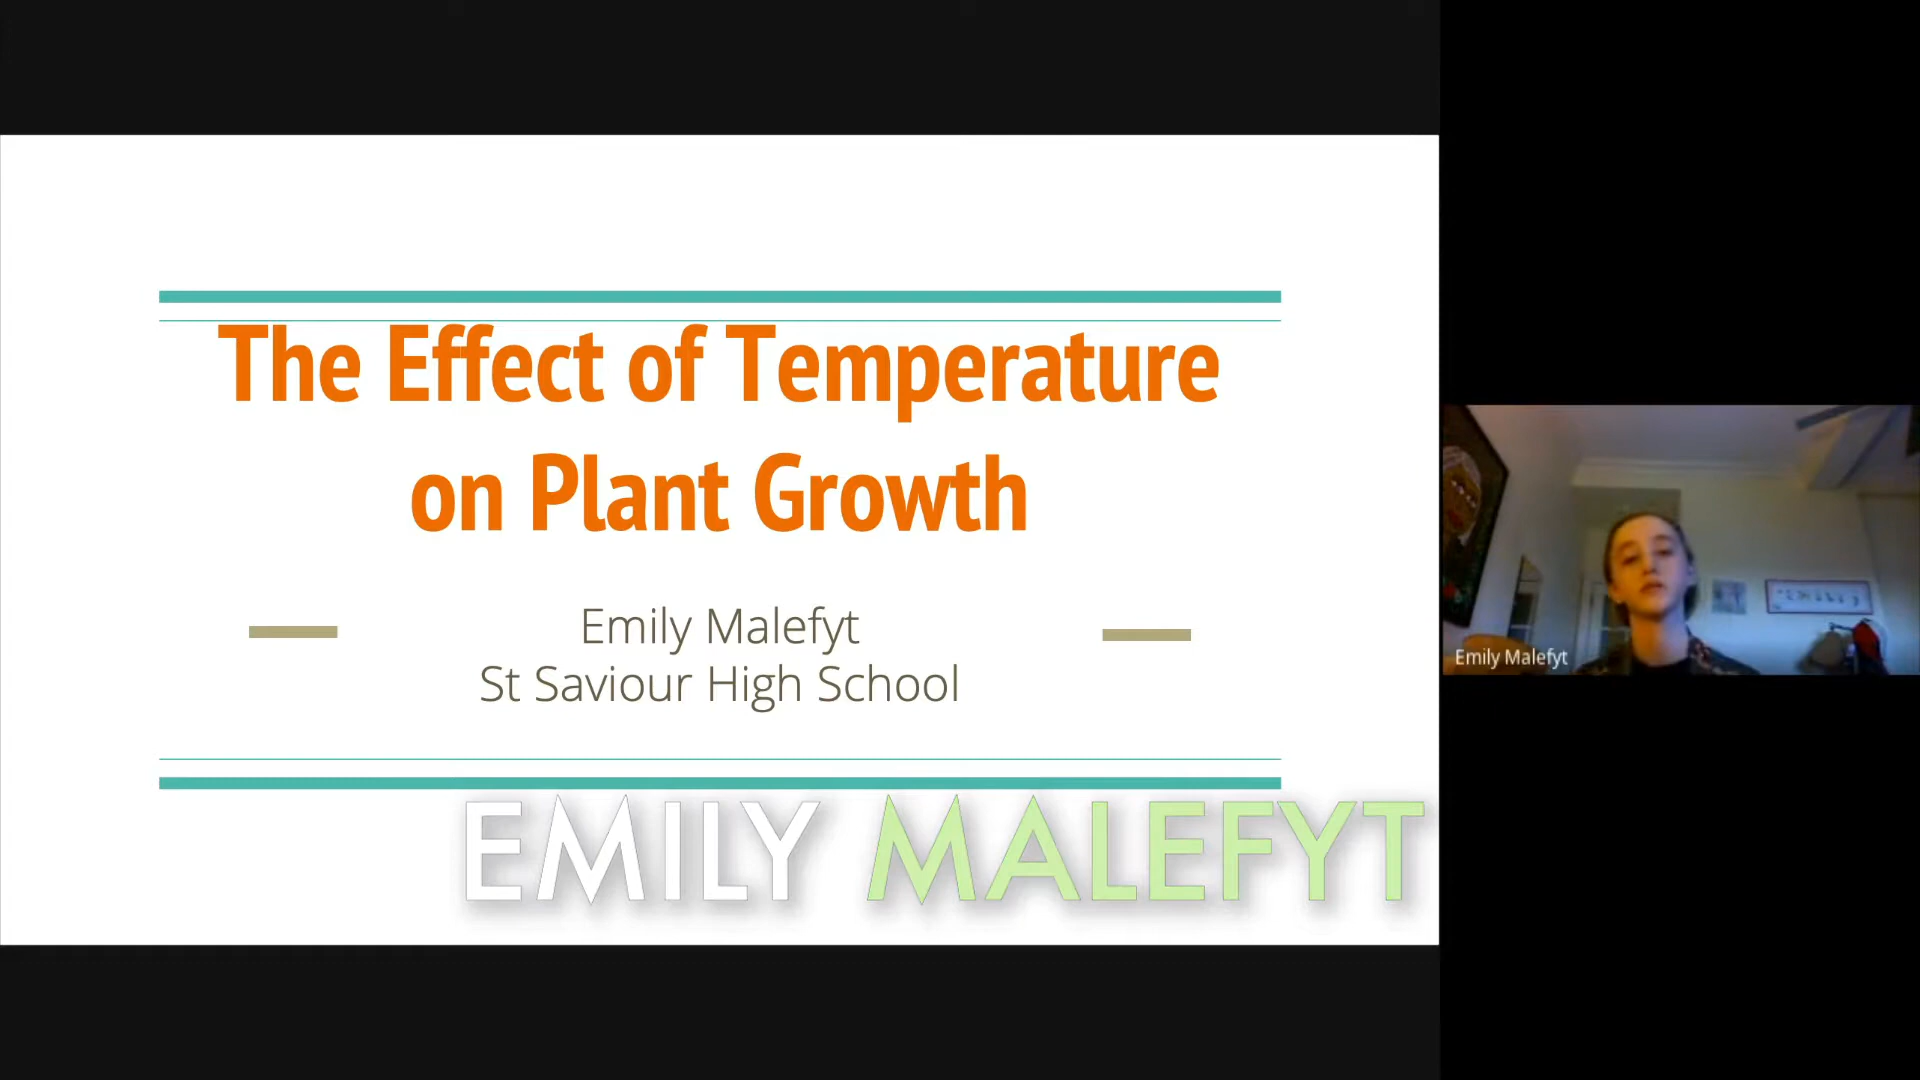 The Effect of Temperature
on Plant Growth
Emily Malefyt
St Saviour High School
EMILY MALEFYT
Emily Malefyt